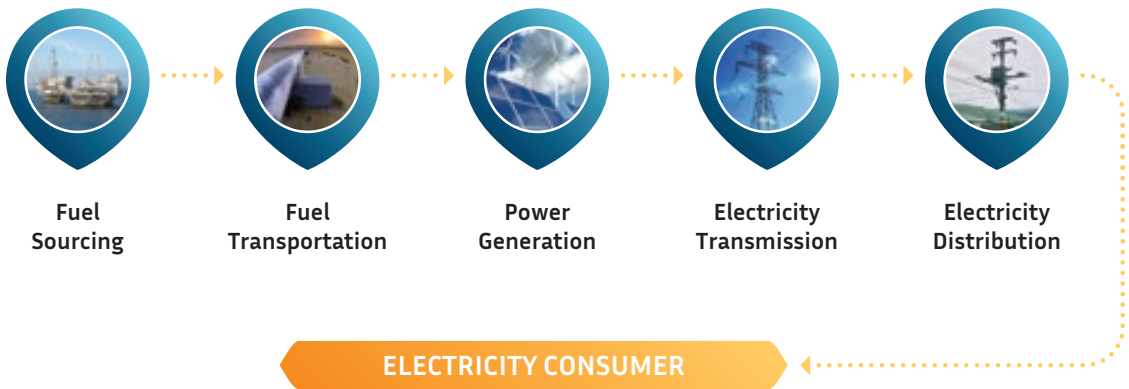 Fuel
Sourcing
Fuel
Transportation
Power
Generation
Electricity
Transmission
Electricity
Distribution
ELECTRICITY CONSUMER